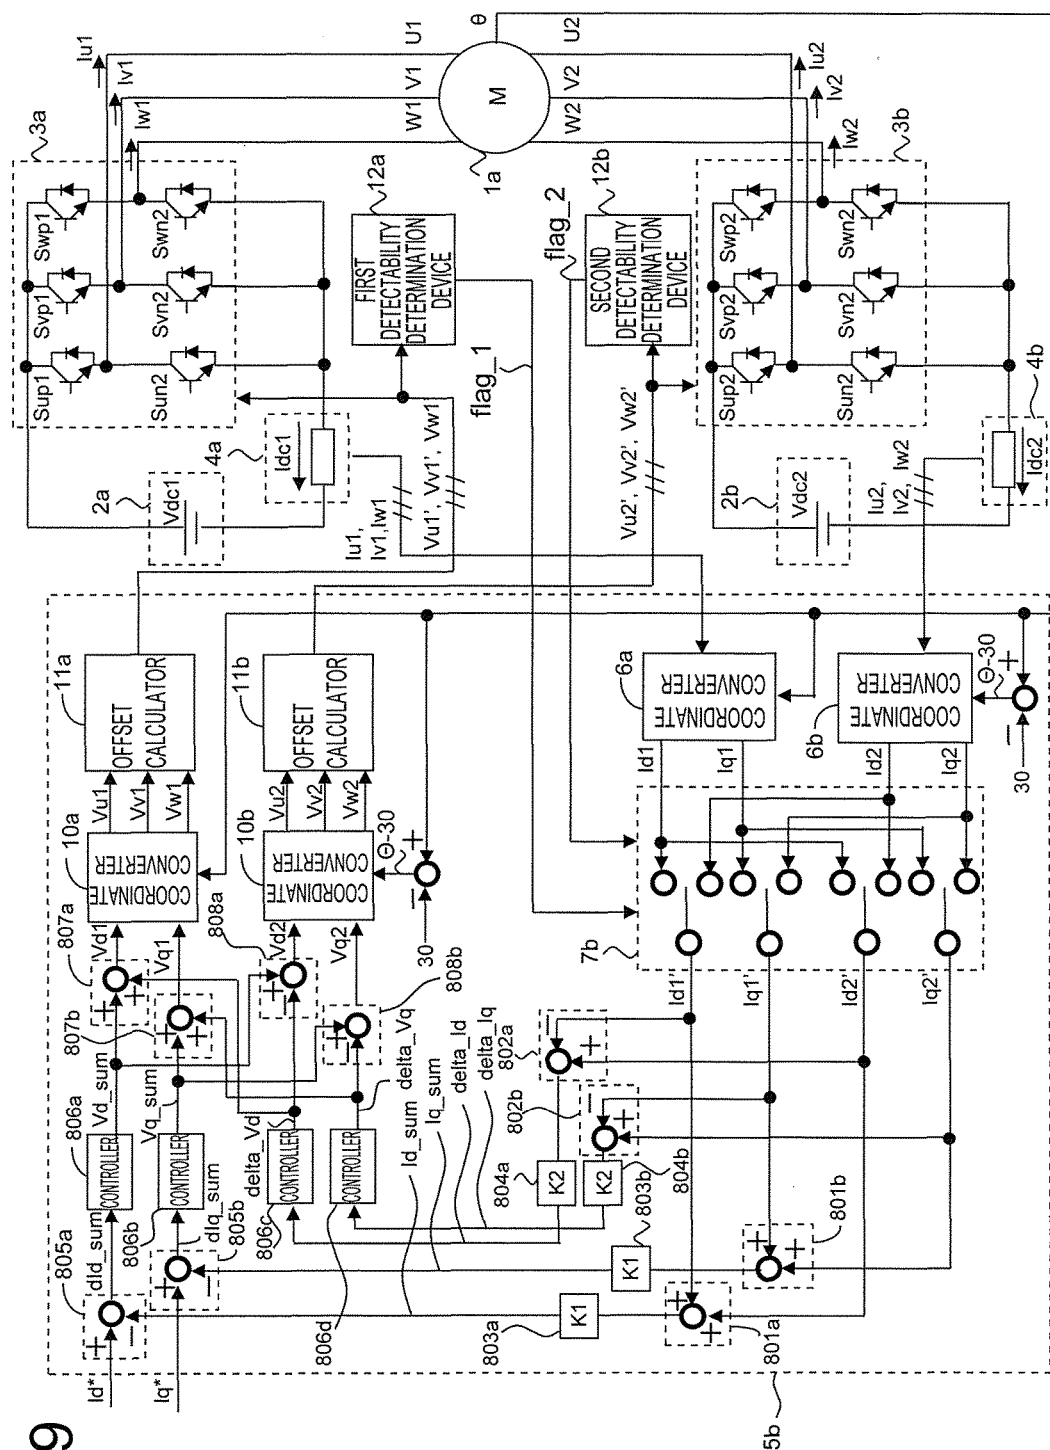 9
Id*
Iq*
805a
dId_sum
806a
CONTROLLER
Vd_sum
807a
Vd1
10a
COORDINATE
CONVERTER
Vu1
Vv1
Vw1
11a
OFFSET
CALCULATOR
dIq_sum
805b
806b
CONTROLLER
Vq_sum
807b
Vq1
806c
CONTROLLER
delta_Vd
808a
Vd2
10b
COORDINATE
CONVERTER
Vu2
Vv2
Vw2
11b
OFFSET
CALCULATOR
806d
CONTROLLER
delta_Vq
808b
Vq2
Θ-30
30
Id_sum
Iq_sum
delta_Id
delta_Iq
802a
802b
803a
K1
803b
K1
804a
K2
804b
K2
801a
801b
5b
7b
Id1
Iq1'
Id2'
Iq2'
Id1
Iq1
Id2
Iq2
6a
COORDINATE
CONVERTER
6b
COORDINATE
CONVERTER
Θ-30
30
2a
Vdc1
4a
Idc1
Iu1,
Iv1,Iw1
Vu1', Vv1', Vw1
3a
Sup1
Svp1
Swp1
Sun2
Svn2
Swn2
Iu1
Iv1
Iw1
12a
FIRST
DETECTABILITY
DETERMINATION
DEVICE
flag_1
U1
V1
W1
θ
M
1a
U2
V2
W2
flag_2
12b
SECOND
DETECTABILITY
DETERMINATION
DEVICE
Vu2', Vv2', Vw2'
2b
Vdc2
3b
Sup2
Svp2
Swp2
Sun2
Svn2
Swn2
Iu2
Iv2
Iw2
4b
Idc2
Iu2,
Iv2, Iw2